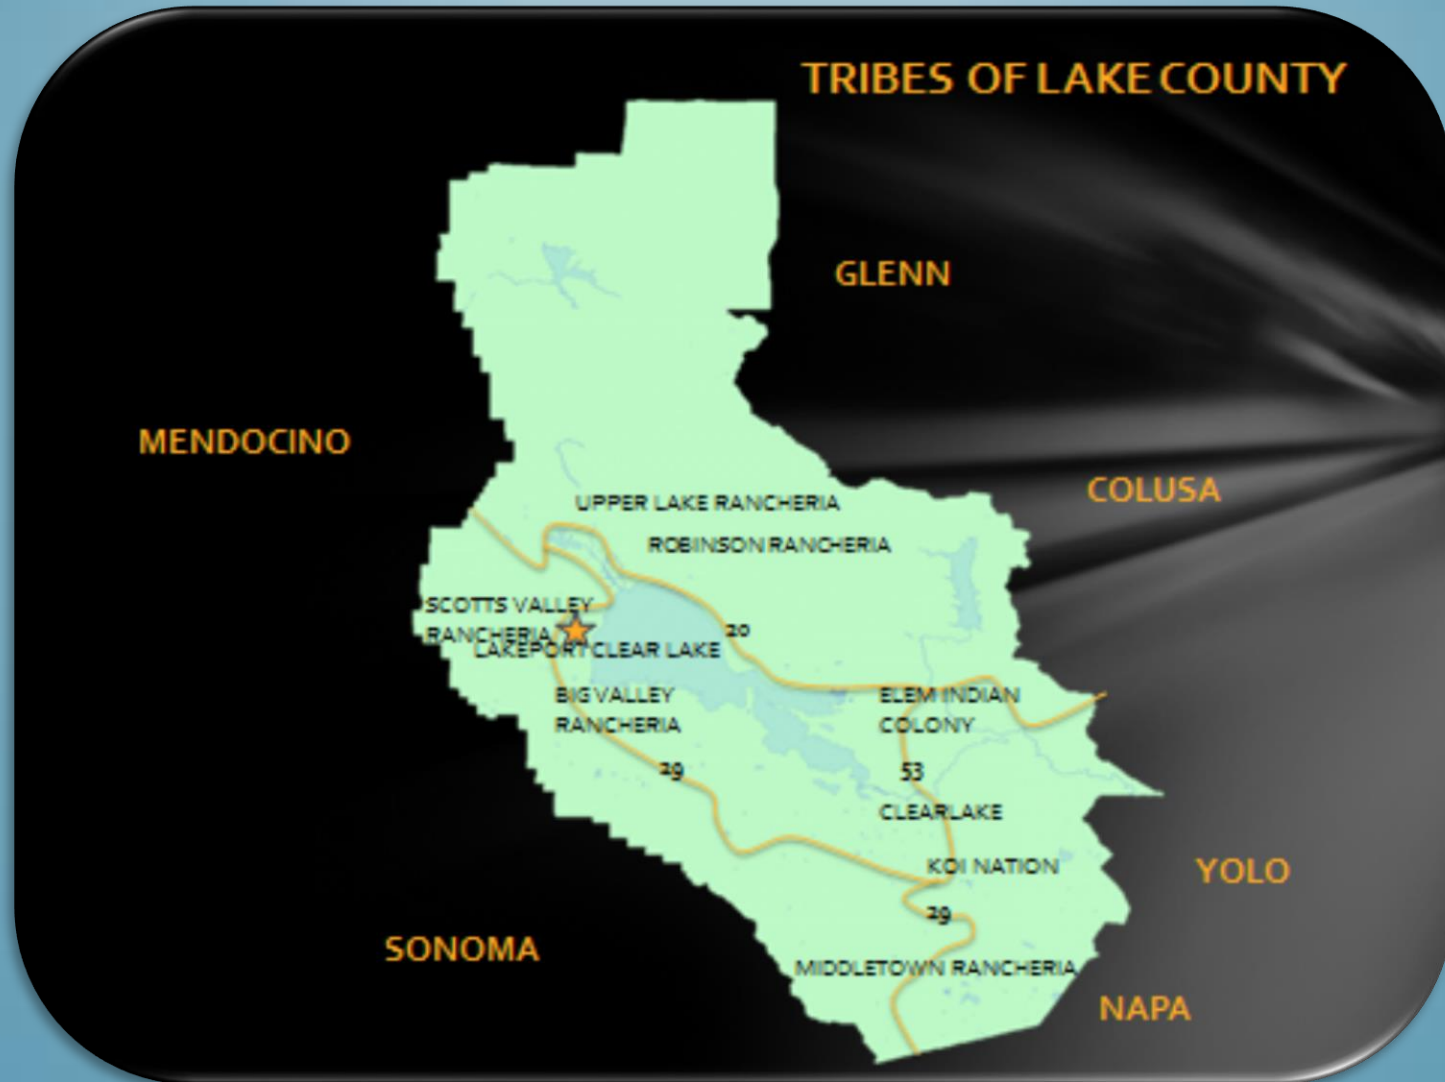 TRIBES OF LAKE COUNTY
GLENN
MENDOCINO
COLUSA
UPPER LAKE RANCHERIA
ROBINSON RANCHERIA
SCOTTS VALLEY
RANCHERIA
20
LAKEPORT CLEAR LAKE
BIG VALLEY
RANCHERIA
ELEM INDIAN
COLONY
29
53
CLEARLAKE
KOI NATION
YOLO
29
SONOMA
MIDDLETOWN RANCHERIA
NAPA